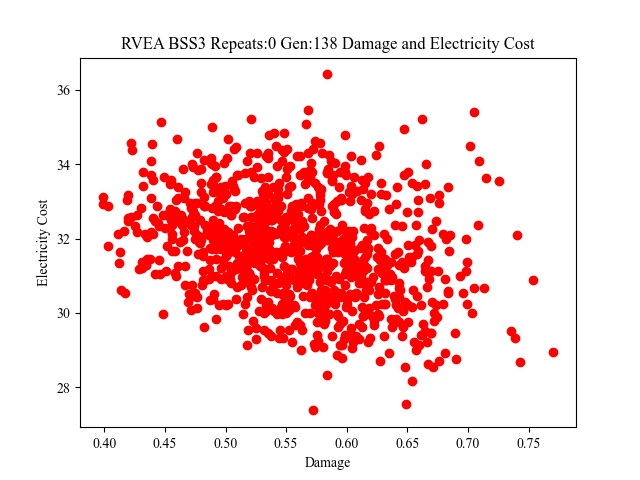 RVEA BSS3 Repeats:0 Gen:138 Damage and Electricity Cost
36
34
32
30
28
Electricity Cost
0.40 0.45 0.50 0.55 0.60 0.65 0.70 0.75
Damage